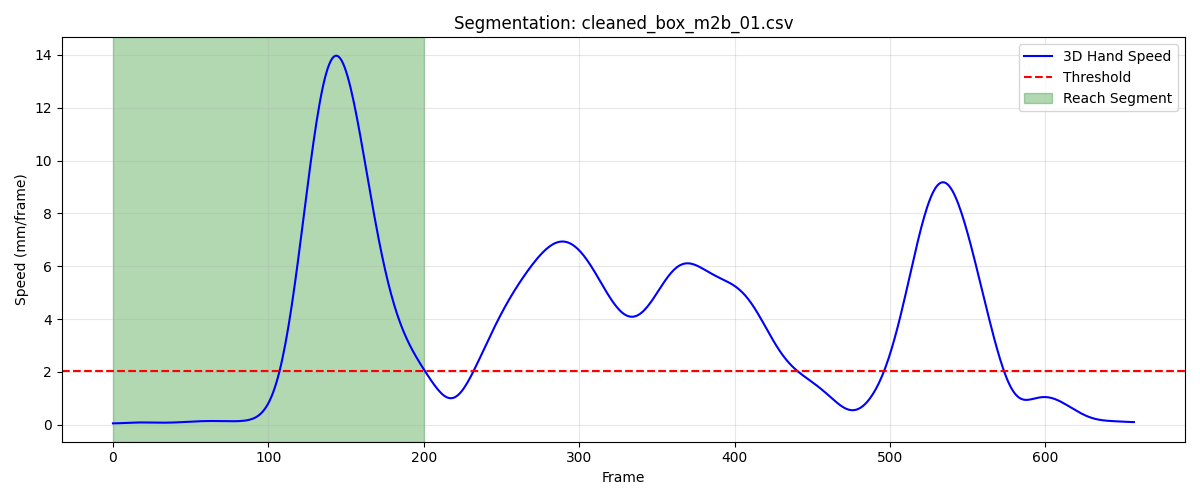 Segmentation: cleaned_box_m2b_01.csv
3D Hand Speed
Threshold
Reach Segment
Speed (mm/frame)
14
12
10
8
6
4
2
0
0 100 200 300 400 500 600
Frame